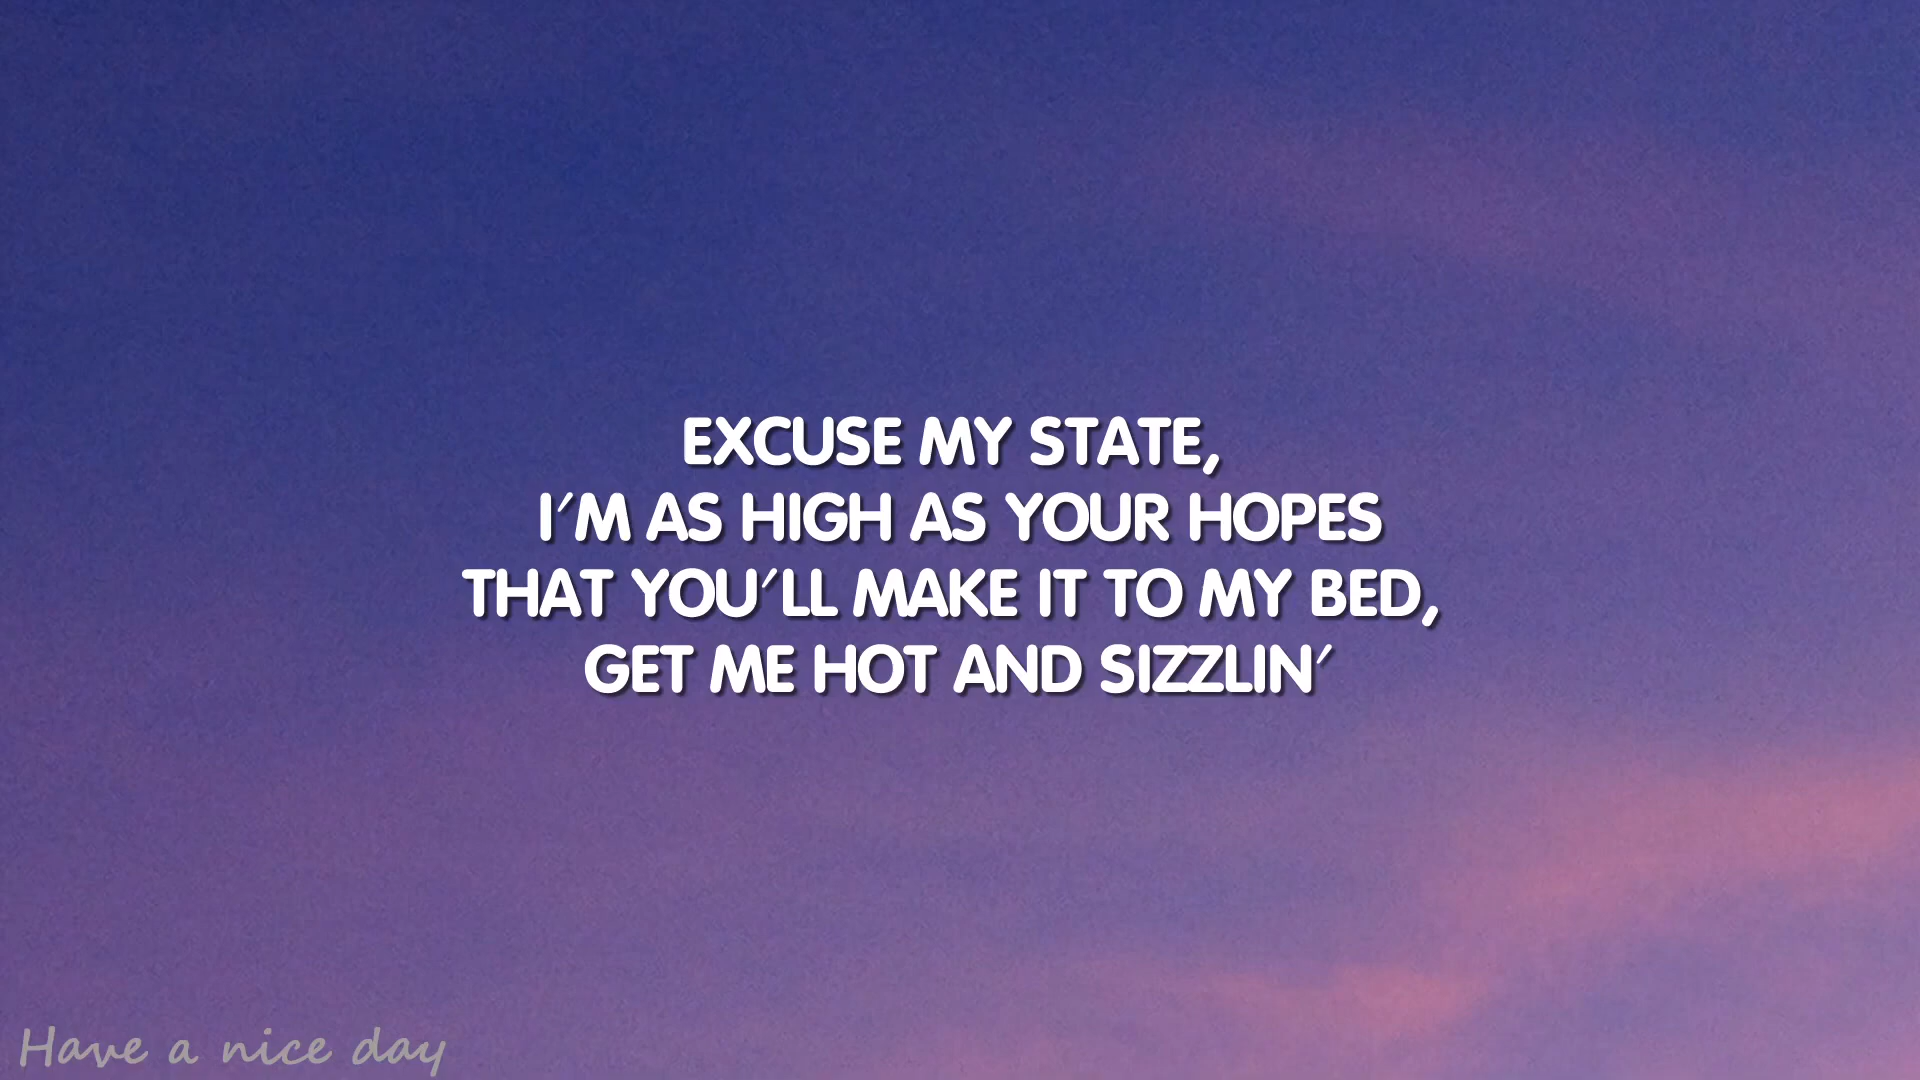 EXCUSE MY STATE,
I'M AS HIGH AS YOUR HOPES
THAT YOU'LL MAKE IT TO MY BED,
GET ME HOT AND SIZZLIN'
Have a nice day